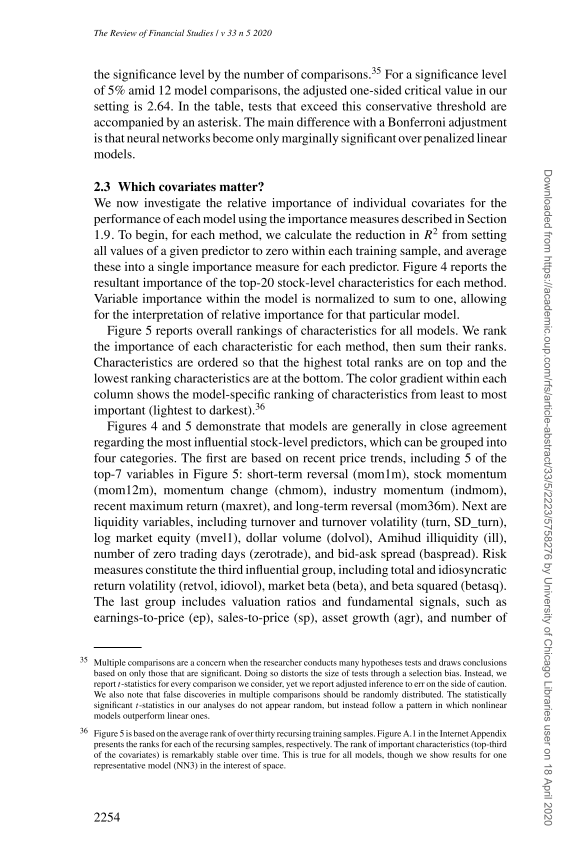 The Review of Financial Studies / v 33 n 5 2020
the significance level by the number of comparisons.35 For a significance level
of 5% amid 12 model comparisons, the adjusted one-sided critical value in our
setting is 2.64. In the table, tests that exceed this conservative threshold are
accompanied by an asterisk. The main difference with a Bonferroni adjustment
is that neural networks become only marginally significant over penalized linear
models.
2.3 Which covariates matter?
We now investigate the relative importance of individual covariates for the
performance of each model using the importance measures described in Section
1.9. To begin, for each method, we calculate the reduction in R2 from setting
all values of a given predictor to zero within each training sample, and average
these into a single importance measure for each predictor. Figure 4 reports the
resultant importance of the top-20 stock-level characteristics for each method.
Variable importance within the model is normalized to sum to one, allowing
for the interpretation of relative importance for that particular model.
Figure 5 reports overall rankings of characteristics for all models. We rank
the importance of each characteristic for each method, then sum their ranks.
Characteristics are ordered so that the highest total ranks are on top and the
lowest ranking characteristics are at the bottom. The color gradient within each
column shows the model-specific ranking of characteristics from least to most
important (lightest to darkest).36
Figures 4 and 5 demonstrate that models are generally in close agreement
regarding the most influential stock-level predictors, which can be grouped into
four categories. The first are based on recent price trends, including 5 of the
top-7 variables in Figure 5: short-term reversal (mom1m), stock momentum
(mom12m), momentum change (chmom), industry momentum (indmom),
recent maximum return (maxret), and long-term reversal (mom36m). Next are
liquidity variables, including turnover and turnover volatility (turn, SD_turn),
log market equity (mvel1), dollar volume (dolvol), Amihud illiquidity (ill),
number of zero trading days (zerotrade), and bid-ask spread (baspread). Risk
measures constitute the third influential group, including total and idiosyncratic
return volatility (retvol, idiovol), market beta (beta), and beta squared (betasq).
The last group includes valuation ratios and fundamental signals, such as
earnings-to-price (ep), sales-to-price (sp), asset growth (agr), and number of
35 Multiple comparisons are a concern when the researcher conducts many hypotheses tests and draws conclusions
based on only those that are significant. Doing so distorts the size of tests through a selection bias. Instead, we
report t-statistics for every comparison we consider, yet we report adjusted inference to err on the side of caution.
We also note that false discoveries in multiple comparisons should be randomly distributed. The statistically
significant t-statistics in our analyses do not appear random, but instead follow a pattern in which nonlinear
models outperform linear ones.
36 Figure 5 is based on the average rank of over thirty recursing training samples. Figure A.1 in the Internet Appendix
presents the ranks for each of the recursing samples, respectively. The rank of important characteristics (top-third
of the covariates) is remarkably stable over time. This is true for all models, though we show results for one
representative model (NN3) in the interest of space.
2254
Downloaded from https://academic.oup.com/rfs/article-abstract/33/5/2223/5758276 by University of Chicago Libraries user on 18 April 2020